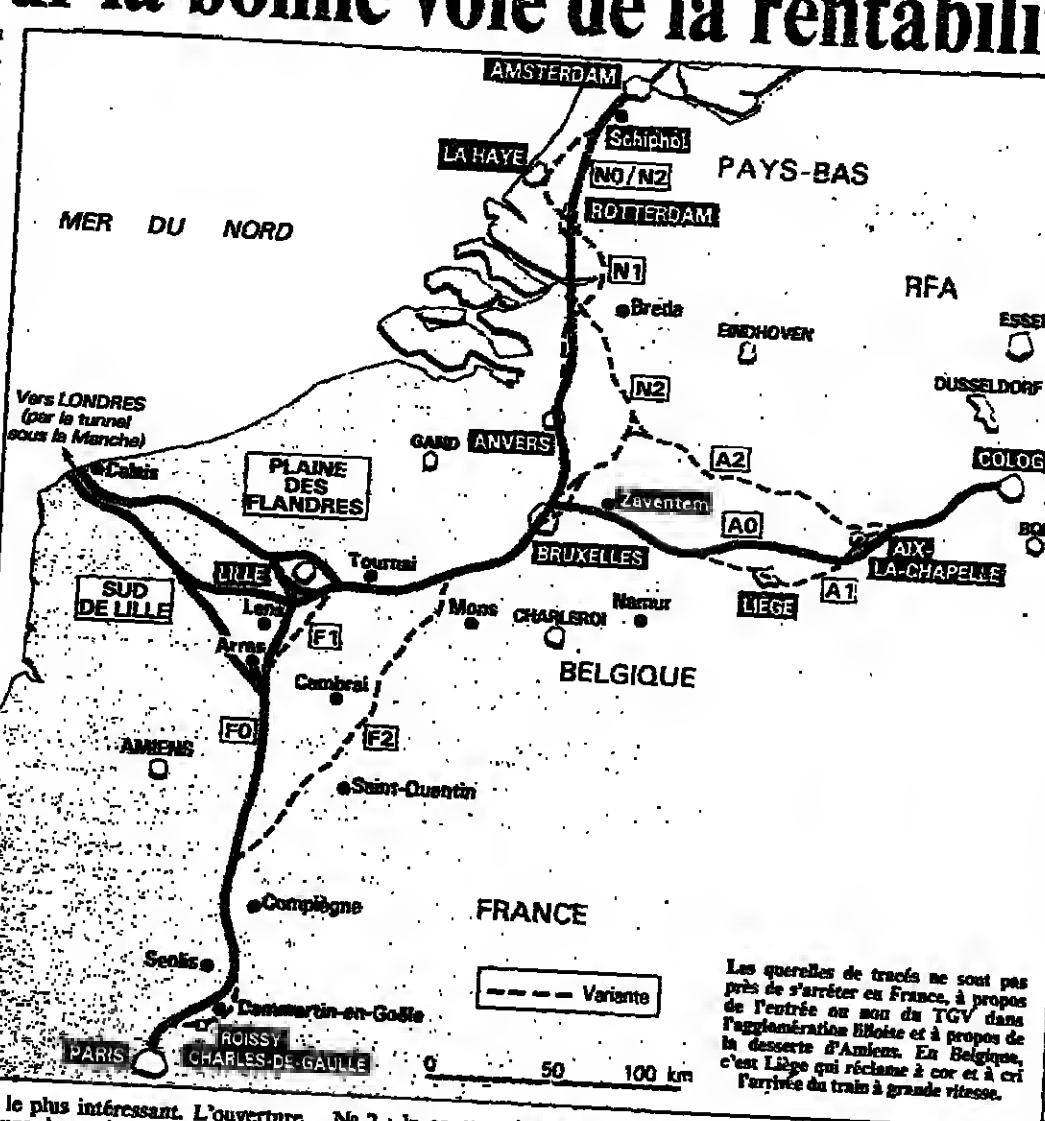 la bonne voie de la
AMSTERDAM
Schiphol
LA HAYE
PAYS-BAS
N0/N2
ROTTERDAM
MER DU NORD
N1
RFA
Breda
EINDHOVEN
DUSSELDORF
N2
Vers LONDRES
(par le tunnel
sous la Manche)
GAND
ANVERS
Calais
PLAINE
DES
FLANDRES
A2
COLOG
Zaventem
A0
BRUXELLES
AIX-
LA-CHAPELLE
LILLE
Tournai
SUD
DE LILLE
Lens
Mons
CHARLEROI
Namur
LIÈGE
A1
F1
Arras
BELGIQUE
Cambrai
F0
F2
AMIENS
Saint-Quentin
Compiègne
FRANCE
Senlis
Variante
Dammartin-en-Goële
ROISSY
CHARLES-DE-GAULLE
PARIS
0 50 100 km
Les querelles de tracés ne sont pas
près de s'arrêter en France, à propos
de l'entrée ou non du TGV dans
l'agglomération lilloise et à propos de
la desserte d'Amiens. En Belgique,
c'est Liège qui réclame à cor et à cri
l'arrivée du train à grande vitesse.
le plus intéressant. L'ouverture